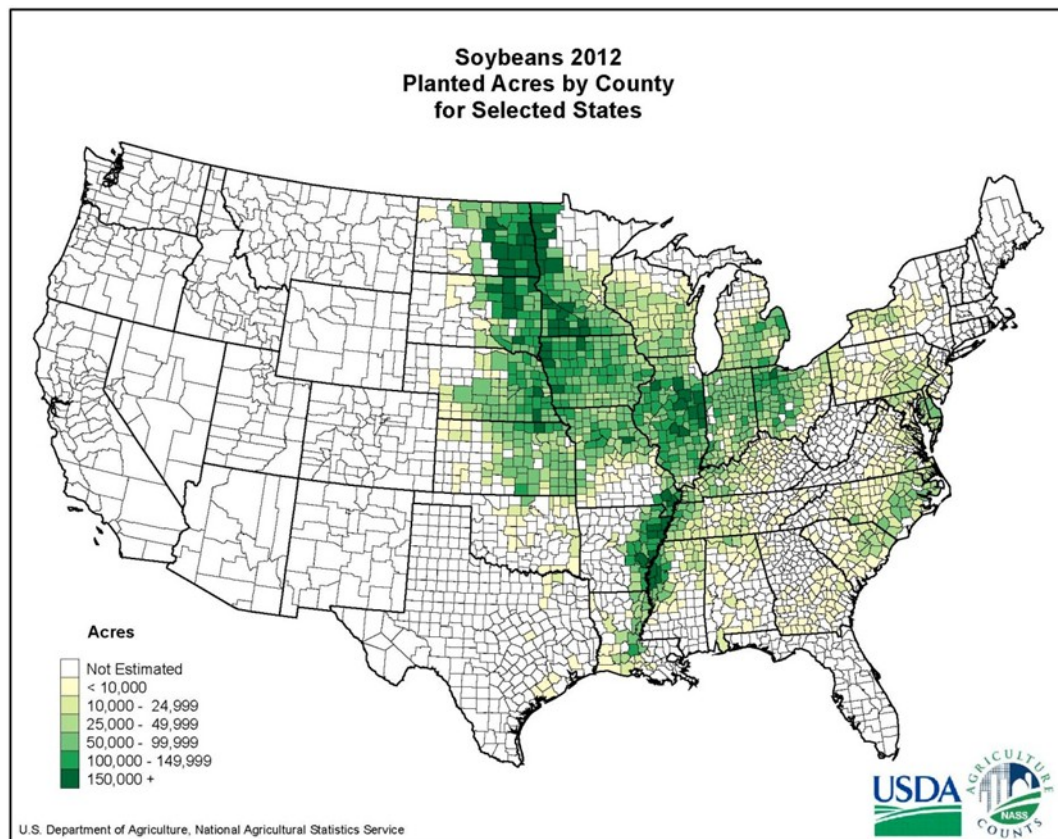 Soybeans 2012
Planted Acres by County
for Selected States
Acres
Not Estimated
< 10,000
10,000 - 24,999
25,000 - 49,999
50,000 - 99,999
100,000 - 149,999
150,000 +
U.S. Department of Agriculture, National Agricultural Statistics Service
USDA
AGRICULTURE
NASS
COUNTS